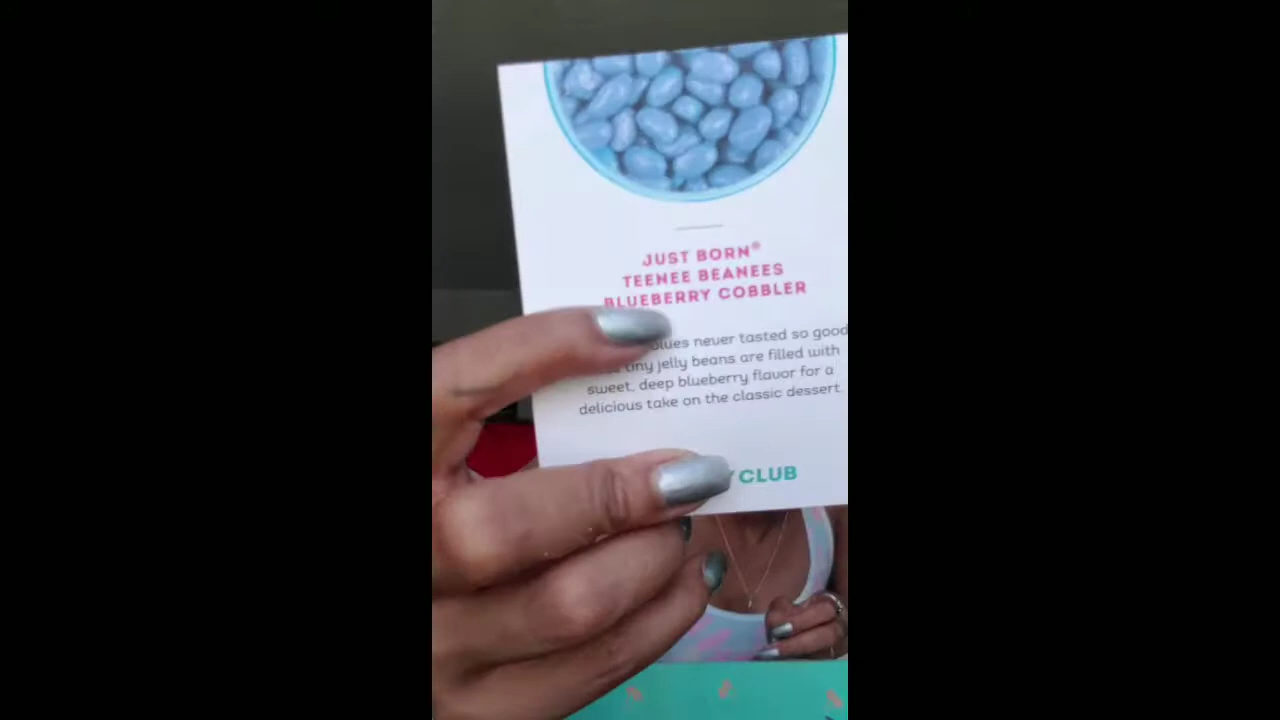 JUST BORN®
TEENEE BEANEES
BLUEBERRY COBBLER
blues never tasted so good
tiny jelly beans are filled with
sweet, deep blueberry flavor for a
delicious take on the classic dessert
CLUB